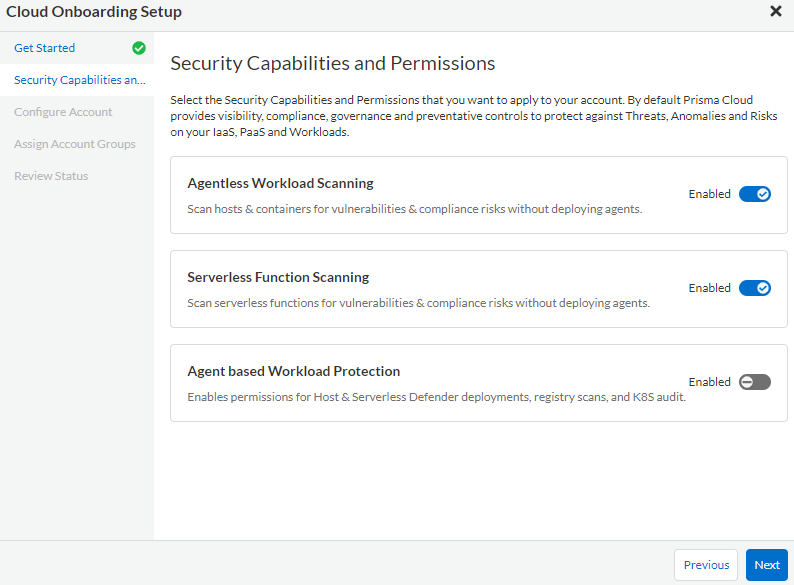 Cloud Onboarding Setup
Get Started
Security Capabilities an...
Configure Account
Assign Account Groups
Review Status
Security Capabilities and Permissions
Select the Security Capabilities and Permissions that you want to apply to your account. By default Prisma Cloud
provides visibility, compliance, governance and preventative controls to protect against Threats, Anomalies and Risks
on your IaaS, PaaS and Workloads.
Agentless Workload Scanning
Enabled
Scan hosts & containers for vulnerabilities & compliance risks without deploying agents.
Serverless Function Scanning
Enabled
Scan serverless functions for vulnerabilities & compliance risks without deploying agents.
Agent based Workload Protection
Enabled
Enables permissions for Host & Serverless Defender deployments, registry scans, and K8S audit.
Previous
Next